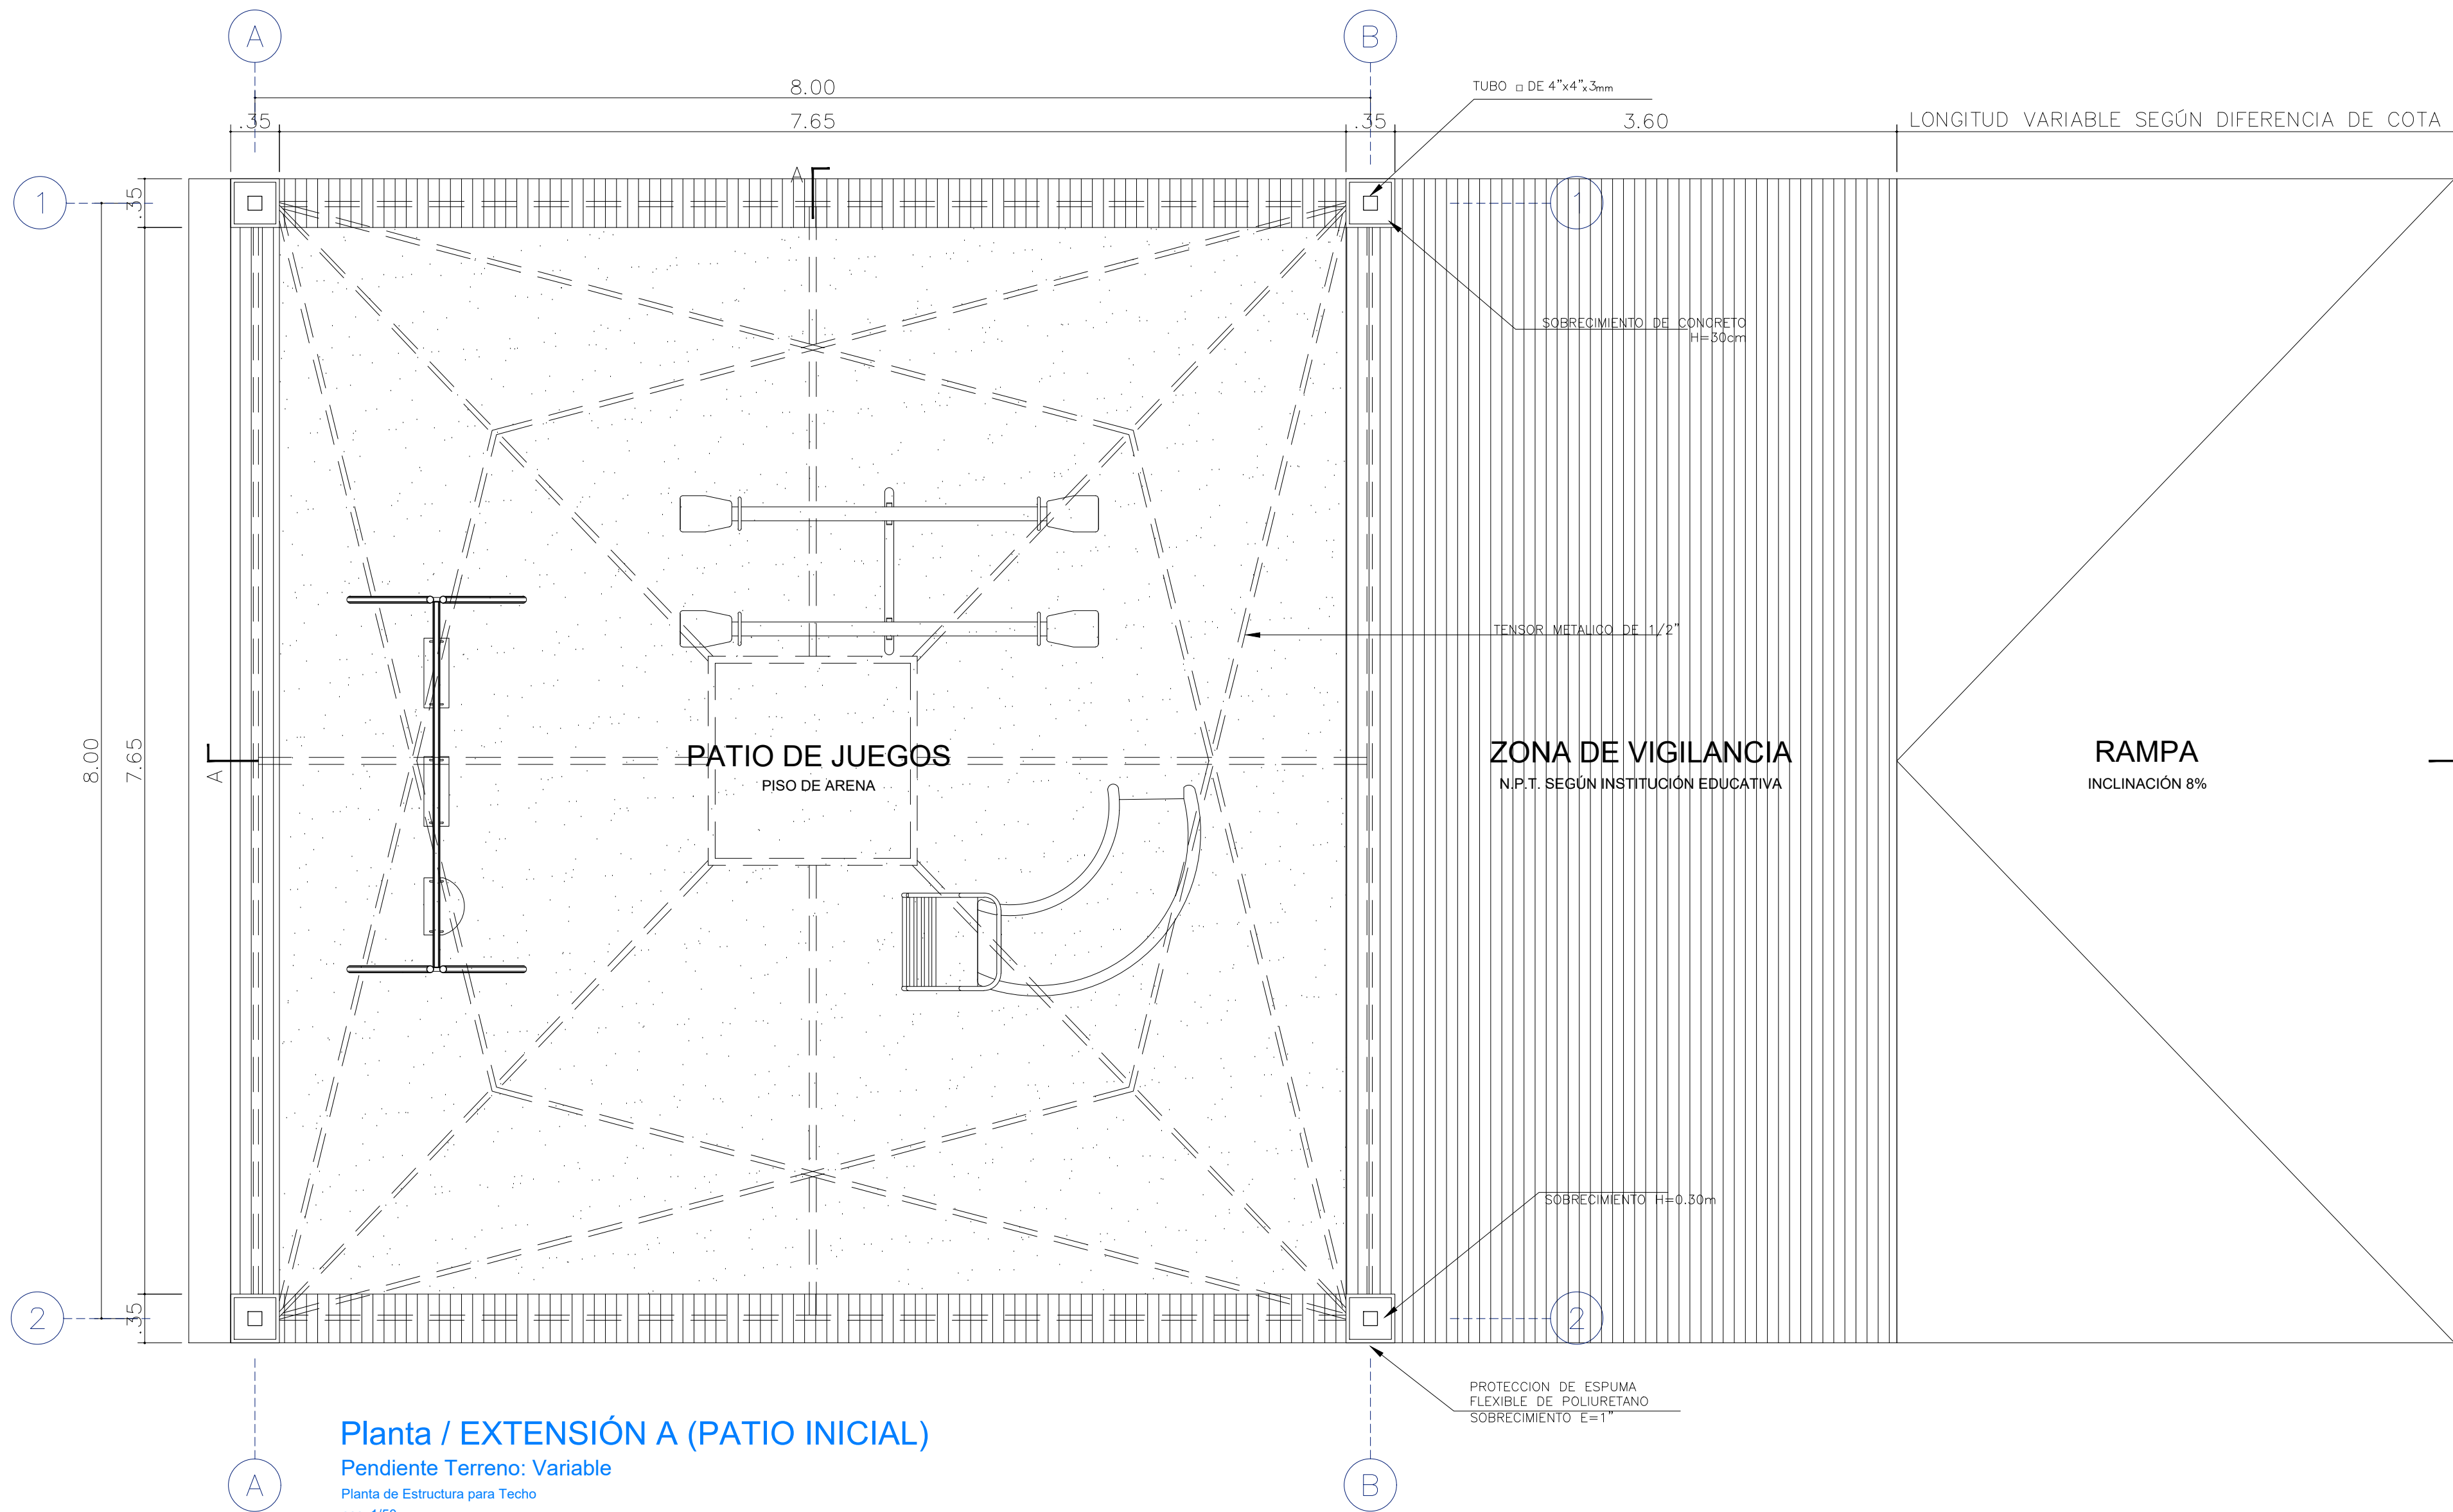 A
B
8.00
TUBO □ DE 4”x4”x3mm
.35
7.65
.35
3.60
LONGITUD VARIABLE SEGÚN DIFERENCIA DE COTA
A
1
.35
1
SOBRECIMIENTO DE CONCRETO
H=30cm
TENSOR METALICO DE 1/2”
8.00
7.65
A
PATIO DE JUEGOS
PISO DE ARENA
ZONA DE VIGILANCIA
N.P.T. SEGÚN INSTITUCIÓN EDUCATIVA
RAMPA
INCLINACIÓN 8%
SOBRECIMIENTO H=0.30m
2
.35
2
PROTECCION DE ESPUMA
FLEXIBLE DE POLIURETANO
SOBRECIMIENTO E=1”
Planta / EXTENSIÓN A (PATIO INICIAL)
Pendiente Terreno: Variable
Planta de Estructura para Techo
A
B